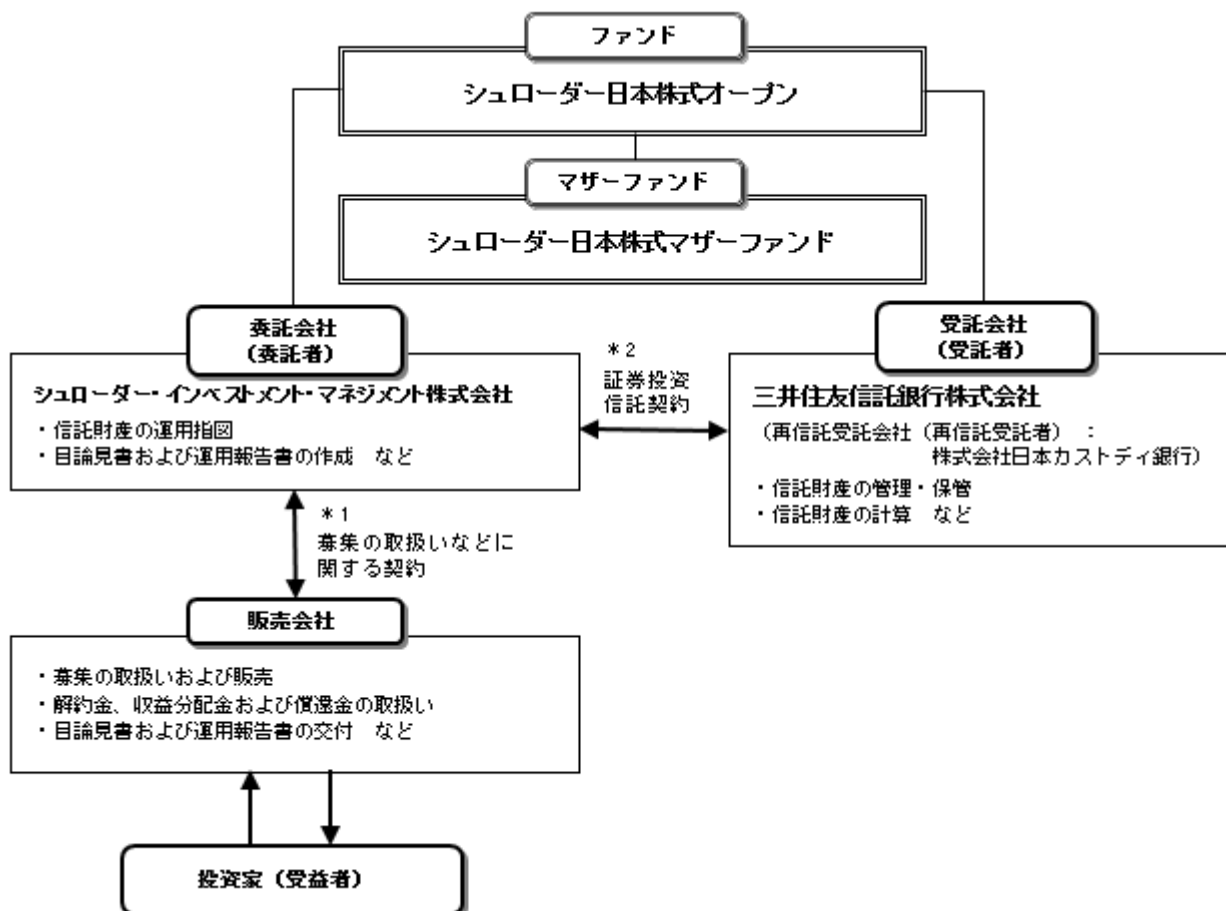 ファンド
シュローダー日本株式オープン
マザーファンド
シュローダー日本株式マザーファンド
委託会社
（委託者）
シュローダー・インベストメント・マネジメント株式会社
・信託財産の運用指図
・目論見書および運用報告書の作成　など
＊２
証券投資
信託契約
受託会社
（受託者）
三井住友信託銀行株式会社
（再信託受託会社（再信託受託者）：
株式会社日本カストディ銀行）
・信託財産の管理・保管
・信託財産の計算　など
＊１
募集の取扱いなどに
関する契約
販売会社
・募集の取扱いおよび販売
・解約金、収益分配金および償還金の取扱い
・目論見書および運用報告書の交付　など
投資家（受益者）